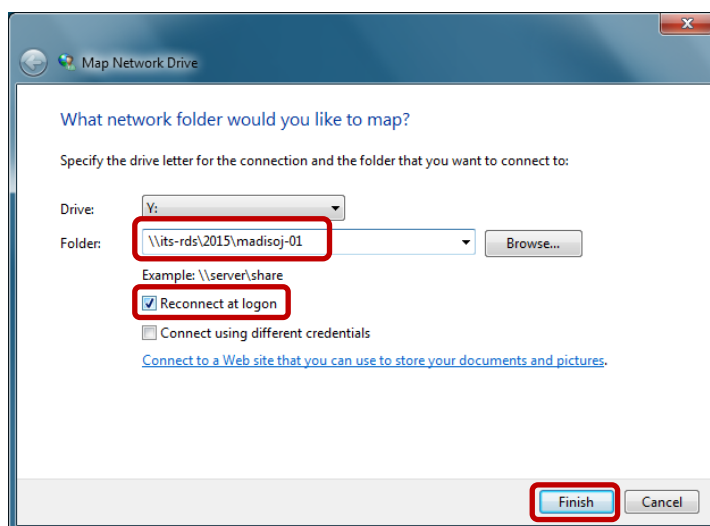 Map Network Drive
What network folder would you like to map?
Specify the drive letter for the connection and the folder that you want to connect to:
Drive: Y:
Folder: \\its-rds\2015\madisoj-01 Browse...
Example: \\server\share
Reconnect at logon
Connect using different credentials
Connect to a Web site that you can use to store your documents and pictures.
Finish Cancel